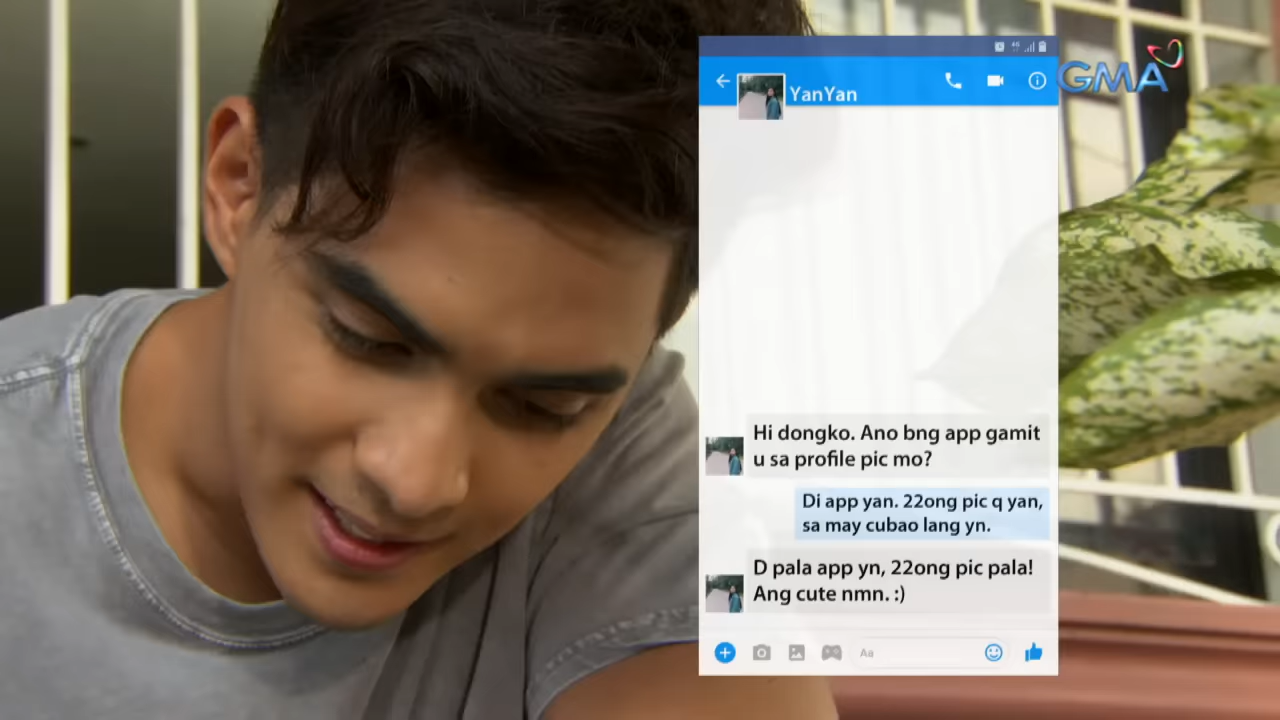 4G
YanYan
GMA
Hi dongko. Ano bng app gamit
u sa profile pic mo?
Di app yan. 22ong pic q yan,
sa may cubao lang yn.
D pala app yn, 22ong pic pala!
Ang cute nmn. :)
Aa